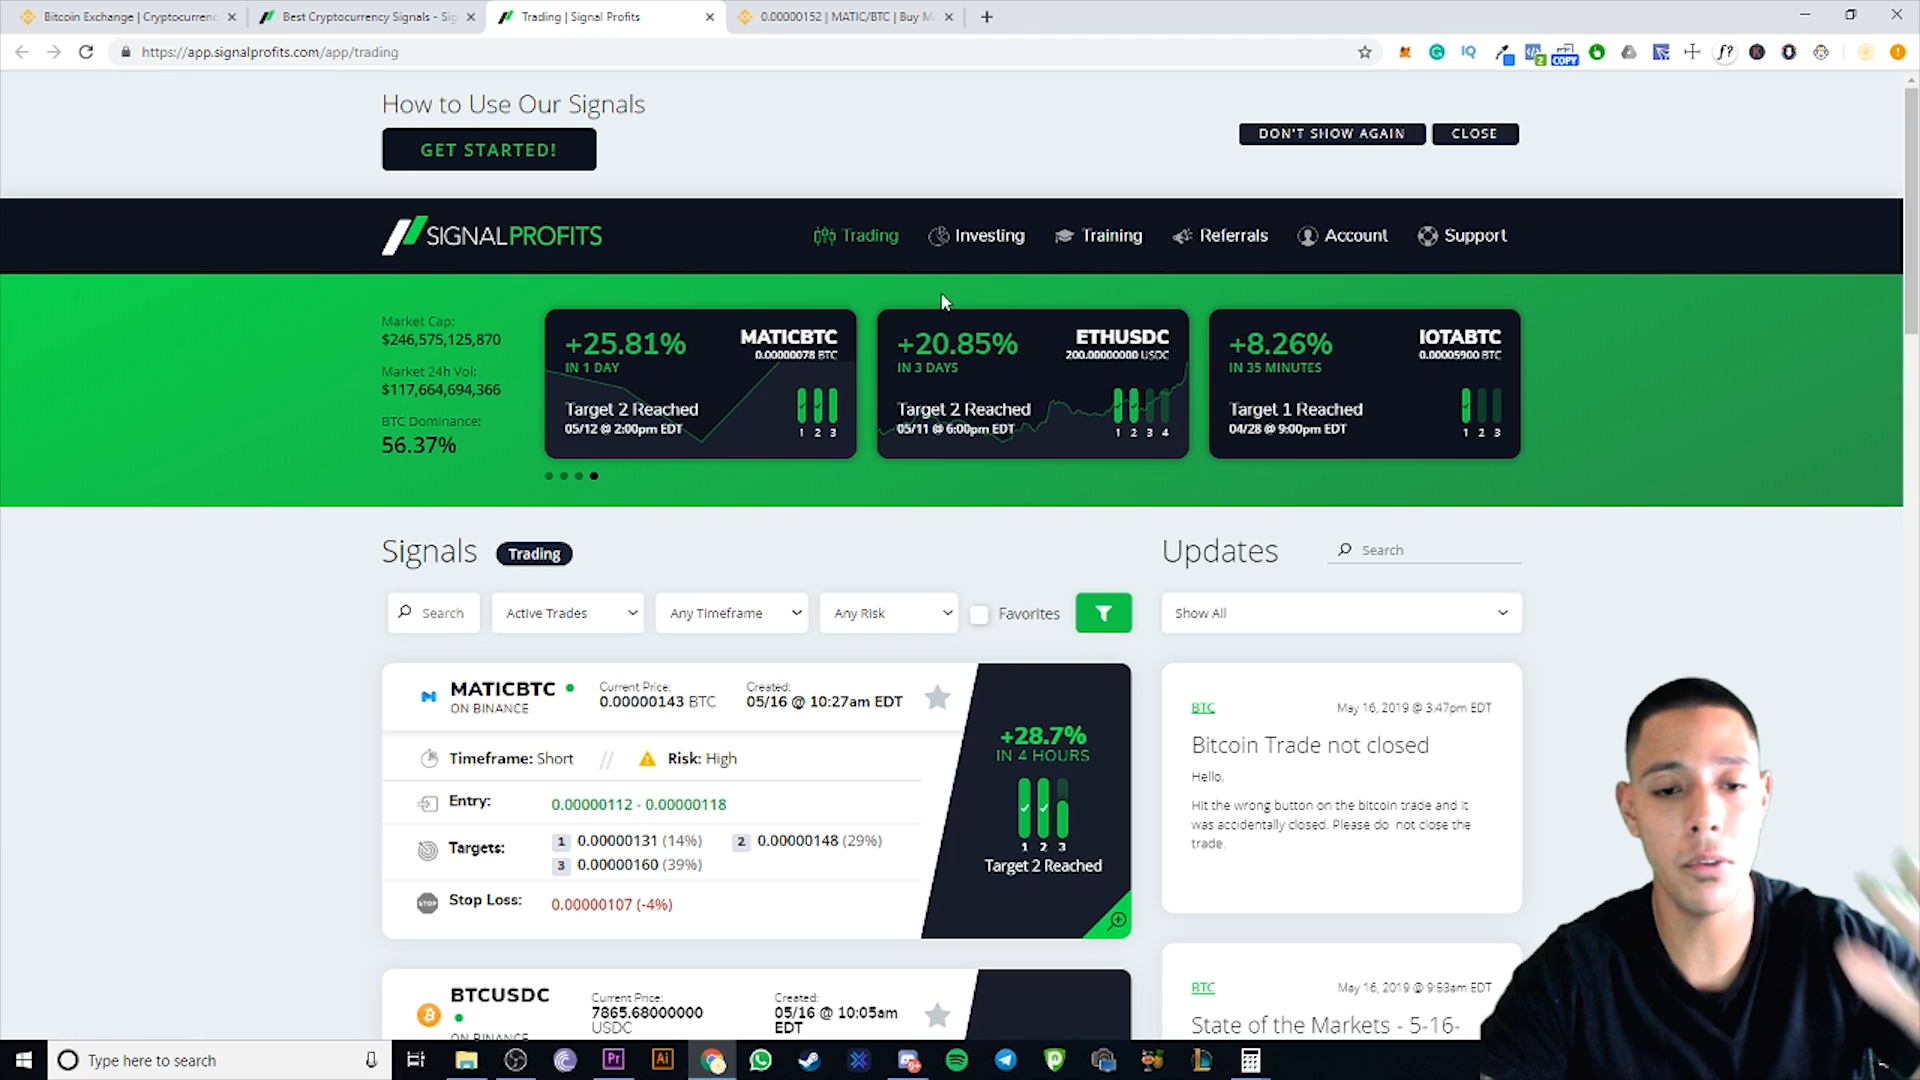 Bitcoin Exchange | Cryptocurrenc
Best Cryptocurrency Signals - Sig
Trading | Signal Profits
0.00000152 | MATIC/BTC | Buy M
https://app.signalprofits.com/app/trading
COPY
How to Use Our Signals
GET STARTED!
DON'T SHOW AGAIN
CLOSE
SIGNALPROFITS
Trading
Investing
Training
Referrals
Account
Support
Market Cap:
$246,575,125,870
Market 24h Vol:
$117,664,694,366
BTC Dominance:
56.37%
+25.81%
IN 1 DAY
MATICBTC
0.00000078 BTC
Target 2 Reached
05/12 @ 2:00pm EDT
1 2 3
+20.85%
IN 3 DAYS
ETHUSDC
200.00000000 USDC
Target 2 Reached
05/11 @ 6:00pm EDT
1 2 3 4
+8.26%
IN 35 MINUTES
IOTABTC
0.00005900 BTC
Target 1 Reached
04/28 @ 9:00pm EDT
1 2 3
Signals
Trading
Search
Active Trades
Any Timeframe
Any Risk
Favorites
Updates
Search
Show All
MATICBTC
ON BINANCE
Current Price:
0.00000143 BTC
Created:
05/16 @ 10:27am EDT
Timeframe: Short // Risk: High
Entry: 0.00000112 - 0.00000118
Targets: 1 0.00000131 (14%) 2 0.00000148 (29%)
3 0.00000160 (39%)
STOP
Stop Loss: 0.00000107 (-4%)
+28.7%
IN 4 HOURS
1 2 3
Target 2 Reached
BTC
May 16, 2019 @ 3:47pm EDT
Bitcoin Trade not closed
Hello,
Hit the wrong button on the bitcoin trade and it
was accidentally closed. Please do not close the
trade.
BTCUSDC
ON BINANCE
Current Price:
7865.68000000
USDC
Created:
05/16 @ 10:05am
EDT
BTC
May 16, 2019 @ 9:53am EDT
State of the Markets - 5-16-
Type here to search
Pr
Ai